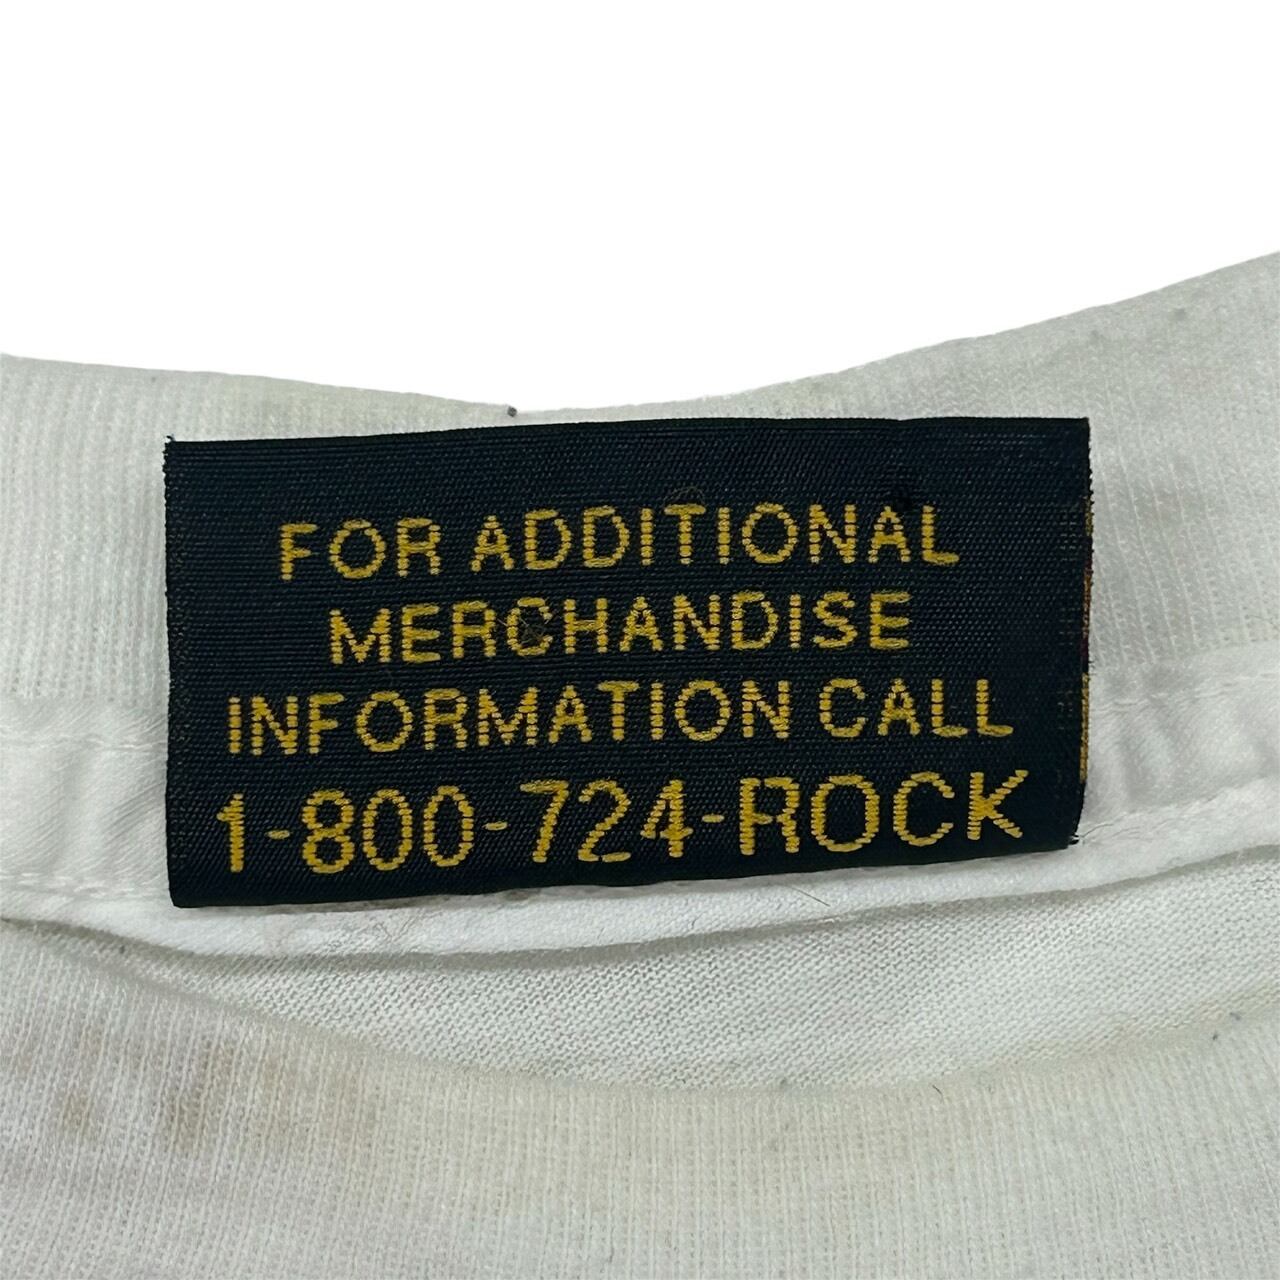 FOR ADDITIONAL
MERCHANDISE
INFORMATION CALL
1-800-724-ROCK